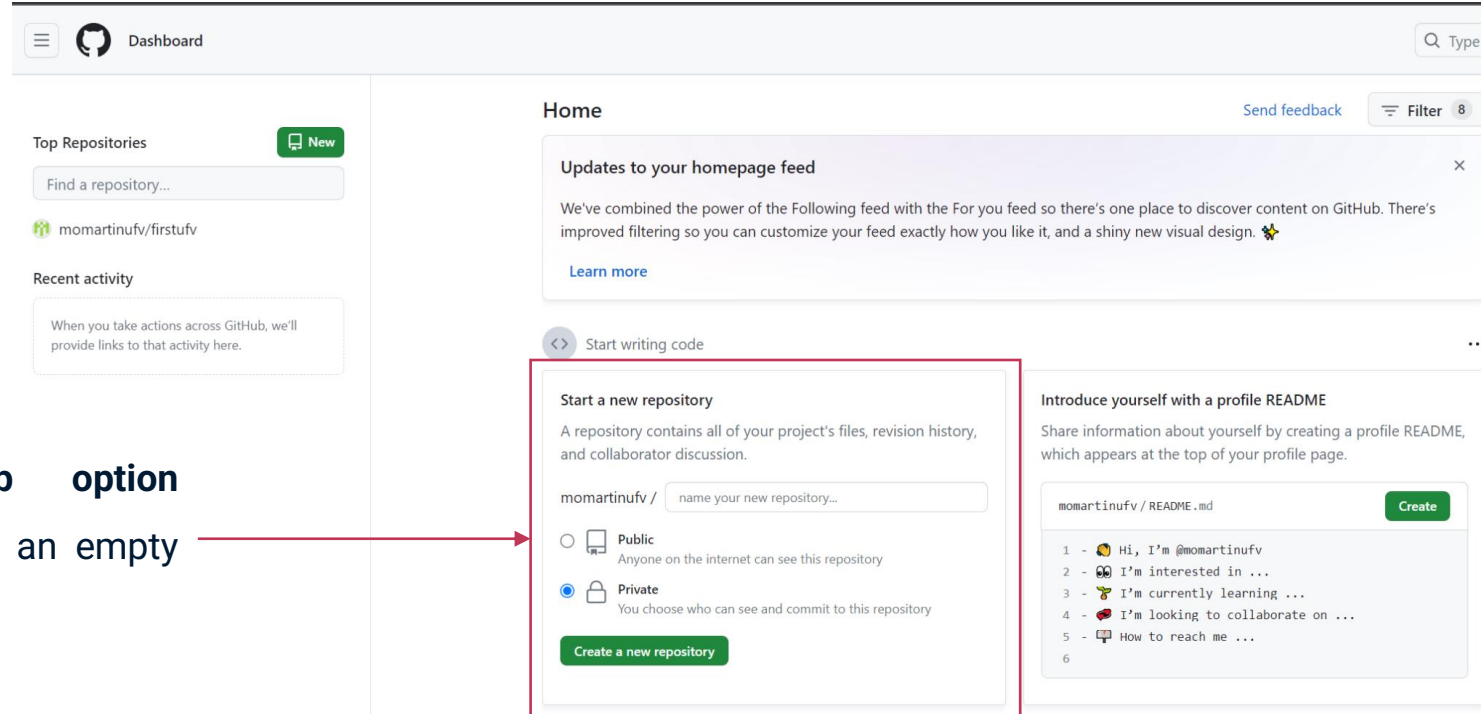 Dashboard
Type
Top Repositories
New
Find a repository...
momartinufv/firstufv
Recent activity
When you take actions across GitHub, we'll
provide links to that activity here.
option
an empty
Home
Send feedback
Filter 8
Updates to your homepage feed
We've combined the power of the Following feed with the For you feed so there's one place to discover content on GitHub. There's
improved filtering so you can customize your feed exactly how you like it, and a shiny new visual design.
Learn more
<> Start writing code
Start a new repository
A repository contains all of your project's files, revision history,
and collaborator discussion.
momartinufv / name your new repository...
Public
Anyone on the internet can see this repository
Private
You choose who can see and commit to this repository
Create a new repository
Introduce yourself with a profile README
Share information about yourself by creating a profile README,
which appears at the top of your profile page.
momartinufv / README.md
Create
1 - 👋 Hi, I'm @momartinufv
2 - 👀 I'm interested in ...
3 - 🌱 I'm currently learning ...
4 - 💞️ I'm looking to collaborate on ...
5 - 📫 How to reach me ...
6